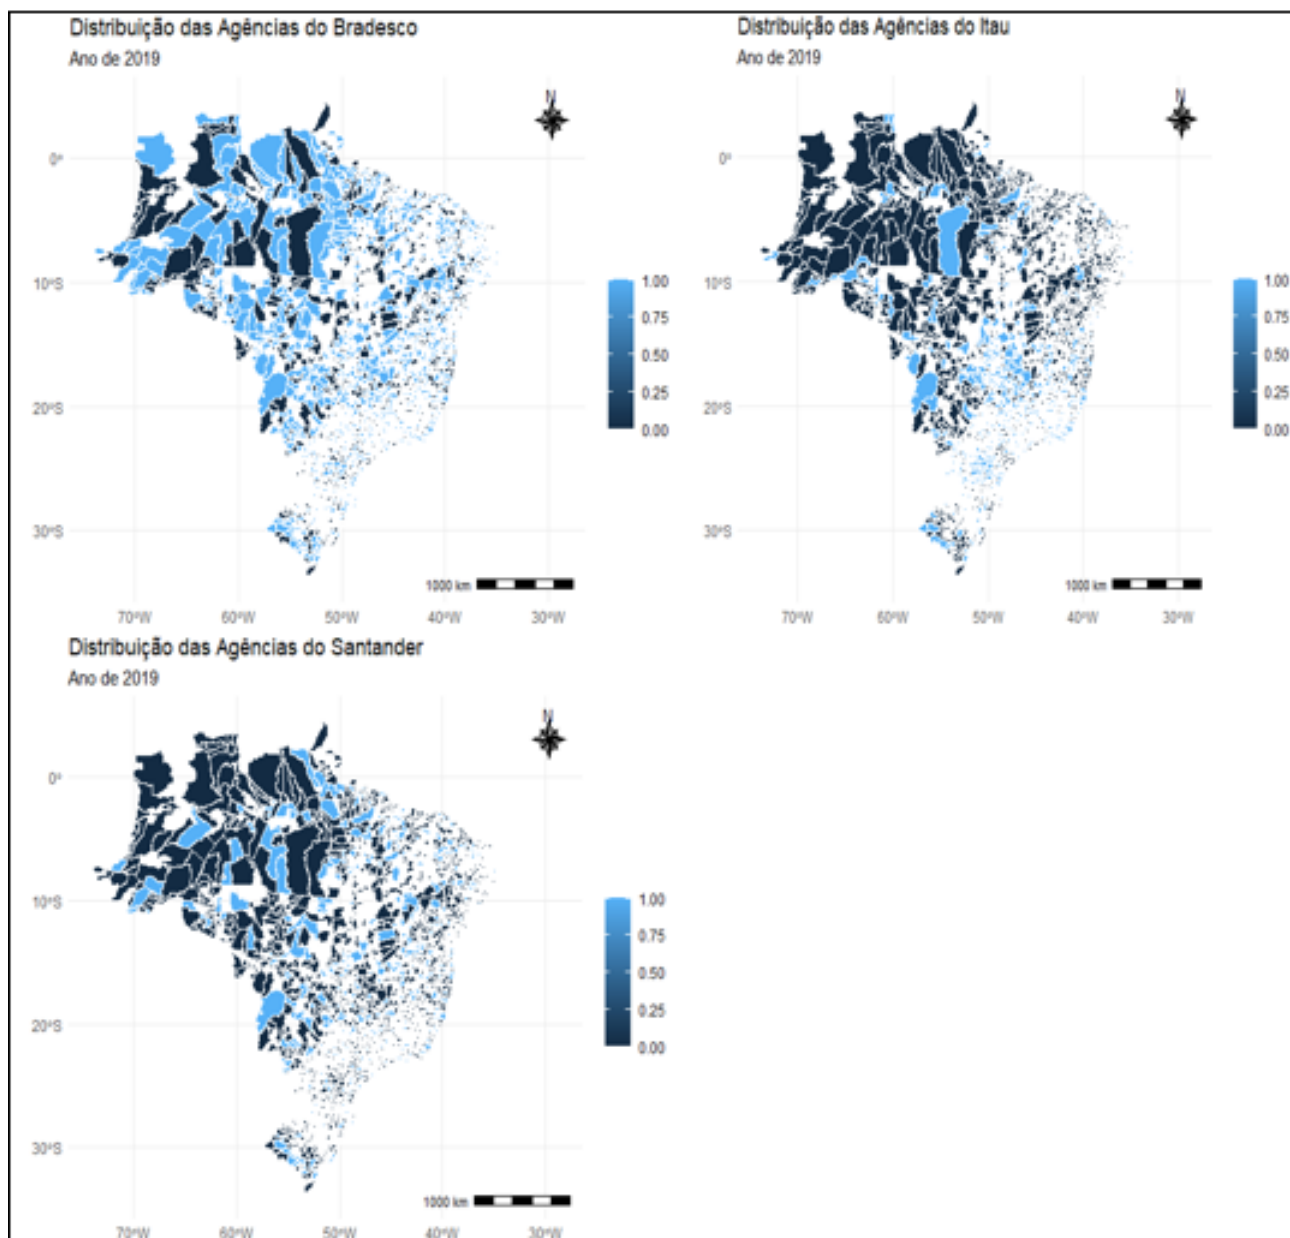 Distribuição das Agências do Bradesco
Ano de 2019
N
0°
10°S
20°S
30°S
70°W 60°W 50°W 40°W 30°W
1000 km
1.00
0.75
0.50
0.25
0.00
Distribuição das Agências do Itau
Ano de 2019
N
0°
10°S
20°S
30°S
70°W 60°W 50°W 40°W 30°W
1000 km
1.00
0.75
0.50
0.25
0.00
Distribuição das Agências do Santander
Ano de 2019
N
0°
10°S
20°S
30°S
70°W 60°W 50°W 40°W 30°W
1000 km
1.00
0.75
0.50
0.25
0.00